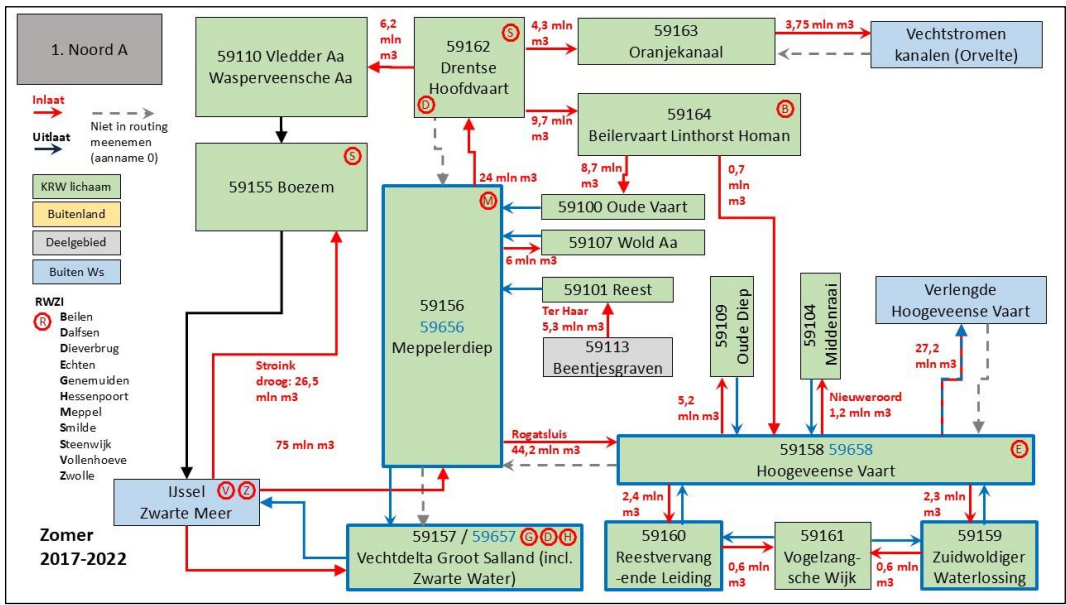 1. Noord A
Inlaat
Uitlaat
Niet in routing
meenemen
(aanname 0)
KRW lichaam
Buitenland
Deelgebied
Buiten Ws
RWZI
R
Beilen
Dalfsen
Dieverbrug
Echten
Genemuiden
Hessenpoort
Meppel
Smilde
Steenwijk
Vollenhoeve
Zwolle
Zomer
2017-2022
59110 Vledder Aa
Wasperveensche Aa
6,2
mln
m3
S
59162
Drentse
Hoofdvaart
D
4,3 mln
m3
59163
Oranjekanaal
3,75 mln m3
Vechtstromen
kanalen (Orvelte)
9,7 mln
m3
B
59164
Beilervaart Linthorst Homan
S
59155 Boezem
24 mln m3
8,7 mln
m3
0,7
mln
m3
M
59156
59656
Meppelerdiep
59100 Oude Vaart
59107 Wold Aa
6 mln m3
59101 Reest
Ter Haar
5,3 mln m3
59113
Beentjesgraven
59109
Oude Diep
59104
Middenraai
Verlengde
Hoogeveense Vaart
27,2
mln m3
5,2
mln m3
Nieuweroord
1,2 mln m3
Stroink
droog: 26,5
mln m3
75 mln m3
Rogatsluis
44,2 mln m3
59158 59658
Hoogeveense Vaart
E
IJssel
Zwarte Meer
V Z
2,4 mln
m3
2,3 mln
m3
59157 / 59657 G D H
Vechtdelta Groot Salland (incl.
Zwarte Water)
59160
Reestvervang
-ende Leiding
0,6 mln
m3
59161
Vogelzang-
sche Wijk
0,6 mln
m3
59159
Zuidwoldiger
Waterlossing